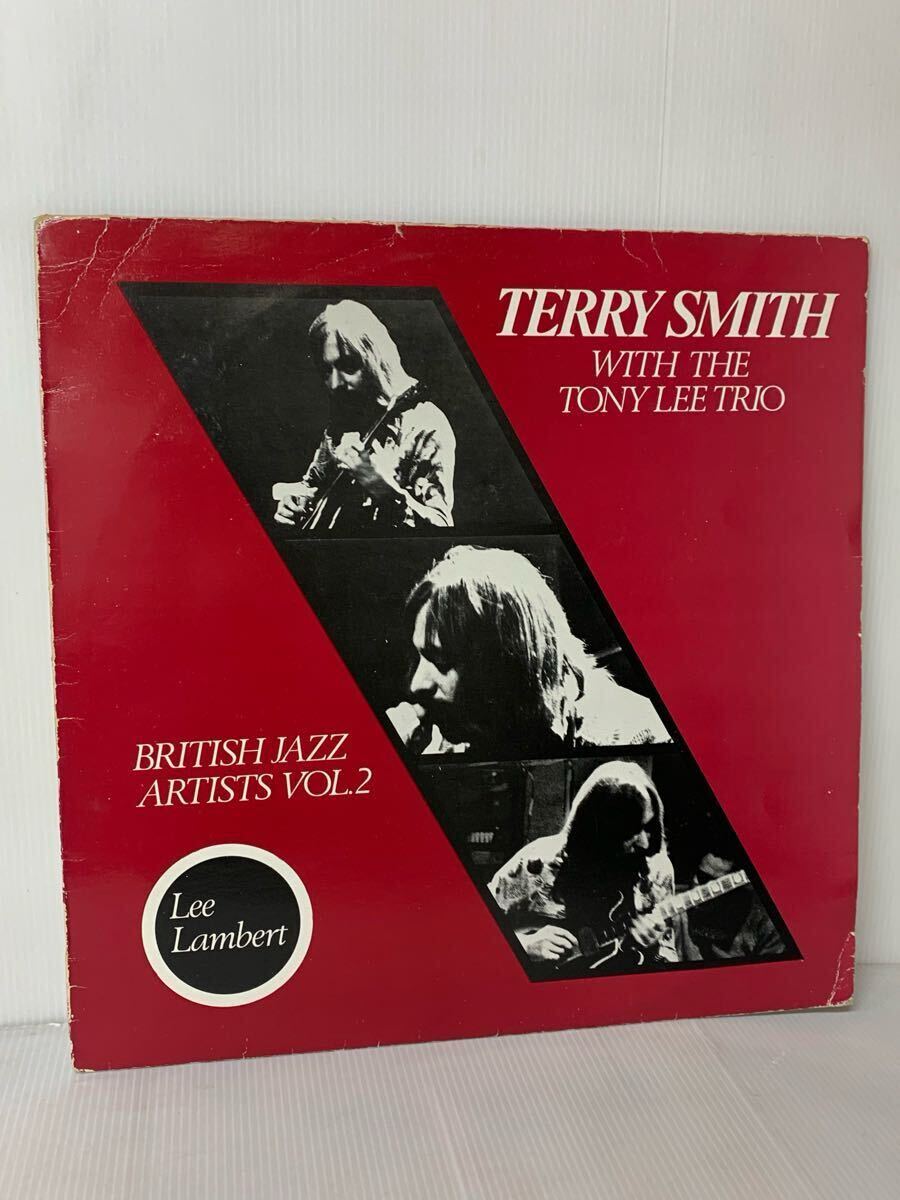 TERRY SMITH
WITH THE
TONY LEE TRIO
BRITISH JAZZ
ARTISTS VOL.2
Lee
Lambert